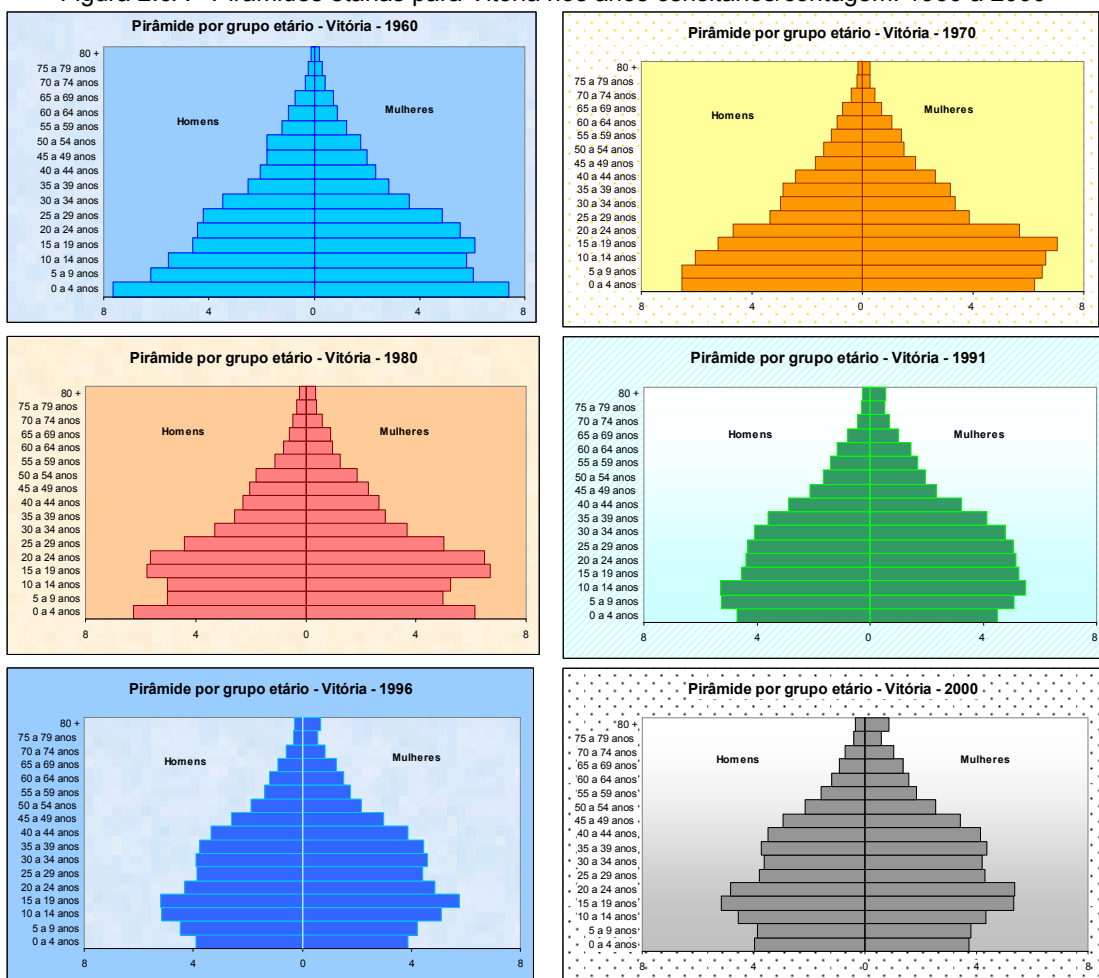 Pirâmide por grupo etário - Vitória - 1960
80 +
75 a 79 anos
70 a 74 anos
65 a 69 anos
60 a 64 anos
55 a 59 anos
50 a 54 anos
45 a 49 anos
40 a 44 anos
35 a 39 anos
30 a 34 anos
25 a 29 anos
20 a 24 anos
15 a 19 anos
10 a 14 anos
5 a 9 anos
0 a 4 anos
Homens
Mulheres
8 4 0 4 8
Pirâmide por grupo etário - Vitória - 1970
80 +
75 a 79 anos
70 a 74 anos
65 a 69 anos
60 a 64 anos
55 a 59 anos
50 a 54 anos
45 a 49 anos
40 a 44 anos
35 a 39 anos
30 a 34 anos
25 a 29 anos
20 a 24 anos
15 a 19 anos
10 a 14 anos
5 a 9 anos
0 a 4 anos
Homens
Mulheres
8 4 0 4 8
Pirâmide por grupo etário - Vitória - 1980
80 +
75 a 79 anos
70 a 74 anos
65 a 69 anos
60 a 64 anos
55 a 59 anos
50 a 54 anos
45 a 49 anos
40 a 44 anos
35 a 39 anos
30 a 34 anos
25 a 29 anos
20 a 24 anos
15 a 19 anos
10 a 14 anos
5 a 9 anos
0 a 4 anos
Homens
Mulheres
8 4 0 4 8
Pirâmide por grupo etário - Vitória - 1991
80 +
75 a 79 anos
70 a 74 anos
65 a 69 anos
60 a 64 anos
55 a 59 anos
50 a 54 anos
45 a 49 anos
40 a 44 anos
35 a 39 anos
30 a 34 anos
25 a 29 anos
20 a 24 anos
15 a 19 anos
10 a 14 anos
5 a 9 anos
0 a 4 anos
Homens
Mulheres
8 4 0 4 8
Pirâmide por grupo etário - Vitória - 1996
80 +
75 a 79 anos
70 a 74 anos
65 a 69 anos
60 a 64 anos
55 a 59 anos
50 a 54 anos
45 a 49 anos
40 a 44 anos
35 a 39 anos
30 a 34 anos
25 a 29 anos
20 a 24 anos
15 a 19 anos
10 a 14 anos
5 a 9 anos
0 a 4 anos
Homens
Mulheres
8 4 0 4 8
Pirâmide por grupo etário - Vitória - 2000
80 +
75 a 79 anos
70 a 74 anos
65 a 69 anos
60 a 64 anos
55 a 59 anos
50 a 54 anos
45 a 49 anos
40 a 44 anos
35 a 39 anos
30 a 34 anos
25 a 29 anos
20 a 24 anos
15 a 19 anos
10 a 14 anos
5 a 9 anos
0 a 4 anos
Homens
Mulheres
8 4 0 4 8